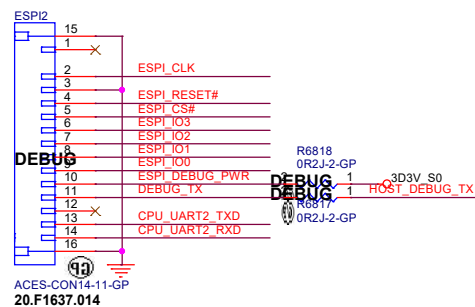 ESPI2
15
1
2 ESPI_CLK
3
4 ESPI_RESET#
5 ESPI_CS#
6 ESPI_IO3
7 ESPI_IO2
8 ESPI_IO1
9 ESPI_IO0
DEBUG
10 ESPI_DEBUG_PWR
11 DEBUG_TX
12
13 CPU_UART2_TXD
14 CPU_UART2_RXD
16
R6818
0R2J-2-GP
2 DEBUG 1 3D3V_S0
DEBUG 1 HOST_DEBUG_TX
R6817
0R2J-2-GP
GP
ACES-CON14-11-GP
20.F1637.014